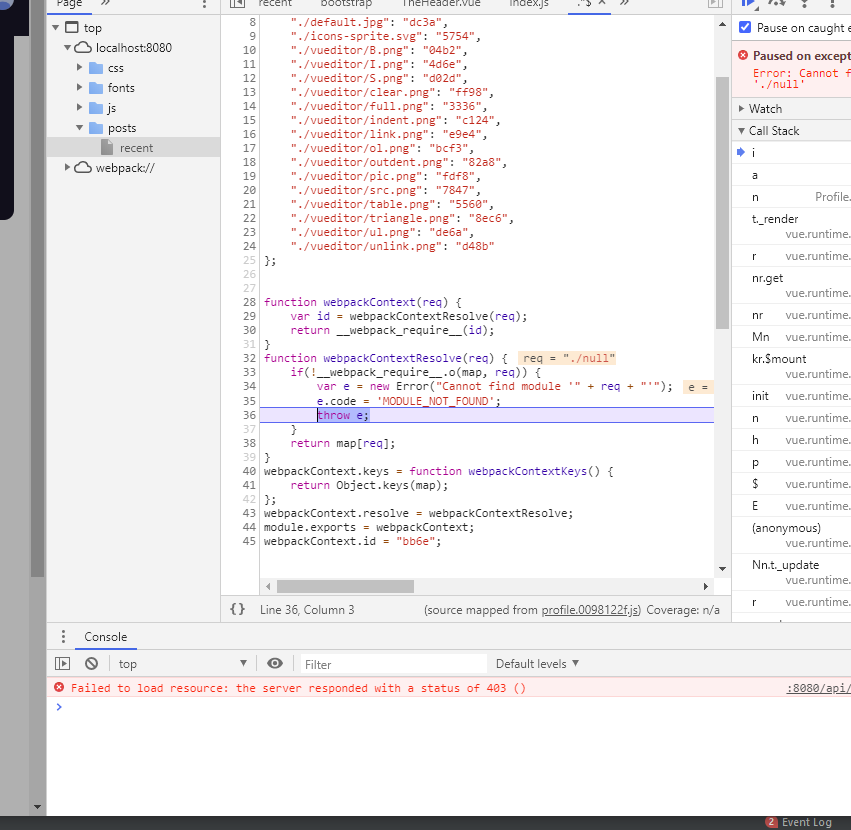 Page »
recent bootstrap TheHeader.vue index.js »
top
localhost:8080
css
fonts
js
posts
recent
webpack://
8 "./default.jpg": "dc3a",
9 "./icons-sprite.svg": "5754",
10 "./vueditor/B.png": "04b2",
11 "./vueditor/I.png": "4d6e",
12 "./vueditor/S.png": "d02d",
13 "./vueditor/clear.png": "ff98",
14 "./vueditor/full.png": "3336",
15 "./vueditor/indent.png": "c124",
16 "./vueditor/link.png": "e9e4",
17 "./vueditor/ol.png": "bcf3",
18 "./vueditor/outdent.png": "82a8",
19 "./vueditor/pic.png": "fdf8",
20 "./vueditor/src.png": "7847",
21 "./vueditor/table.png": "5560",
22 "./vueditor/triangle.png": "8ec6",
23 "./vueditor/ul.png": "de6a",
24 "./vueditor/unlink.png": "d48b"
25 };
26
27
28 function webpackContext(req) {
29 var id = webpackContextResolve(req);
30 return __webpack_require__(id);
31 }
32 function webpackContextResolve(req) { req = "./null"
33 if(!__webpack_require__.o(map, req)) {
34 var e = new Error("Cannot find module '" + req + "'"); e =
35 e.code = 'MODULE_NOT_FOUND';
36 throw e;
37 }
38 return map[req];
39 }
40 webpackContext.keys = function webpackContextKeys() {
41 return Object.keys(map);
42 };
43 webpackContext.resolve = webpackContextResolve;
44 module.exports = webpackContext;
45 webpackContext.id = "bb6e";
{} Line 36, Column 3 (source mapped from profile.0098122f.js) Coverage: n/a
Pause on caught e
Paused on except
Error: Cannot f
'./null'
Watch
Call Stack
i
a
n Profile.
t._render
vue.runtime.
r vue.runtime.
nr.get
vue.runtime.
nr vue.runtime.
Mn vue.runtime.
kr.$mount
vue.runtime.
init vue.runtime.
n vue.runtime.
h vue.runtime.
p vue.runtime.
$ vue.runtime.
E vue.runtime.
(anonymous)
vue.runtime.
Nn.t._update
vue.runtime.
r vue.runtime.
Console
top Filter Default levels
Failed to load resource: the server responded with a status of 403 () :8080/api/
>
2 Event Log